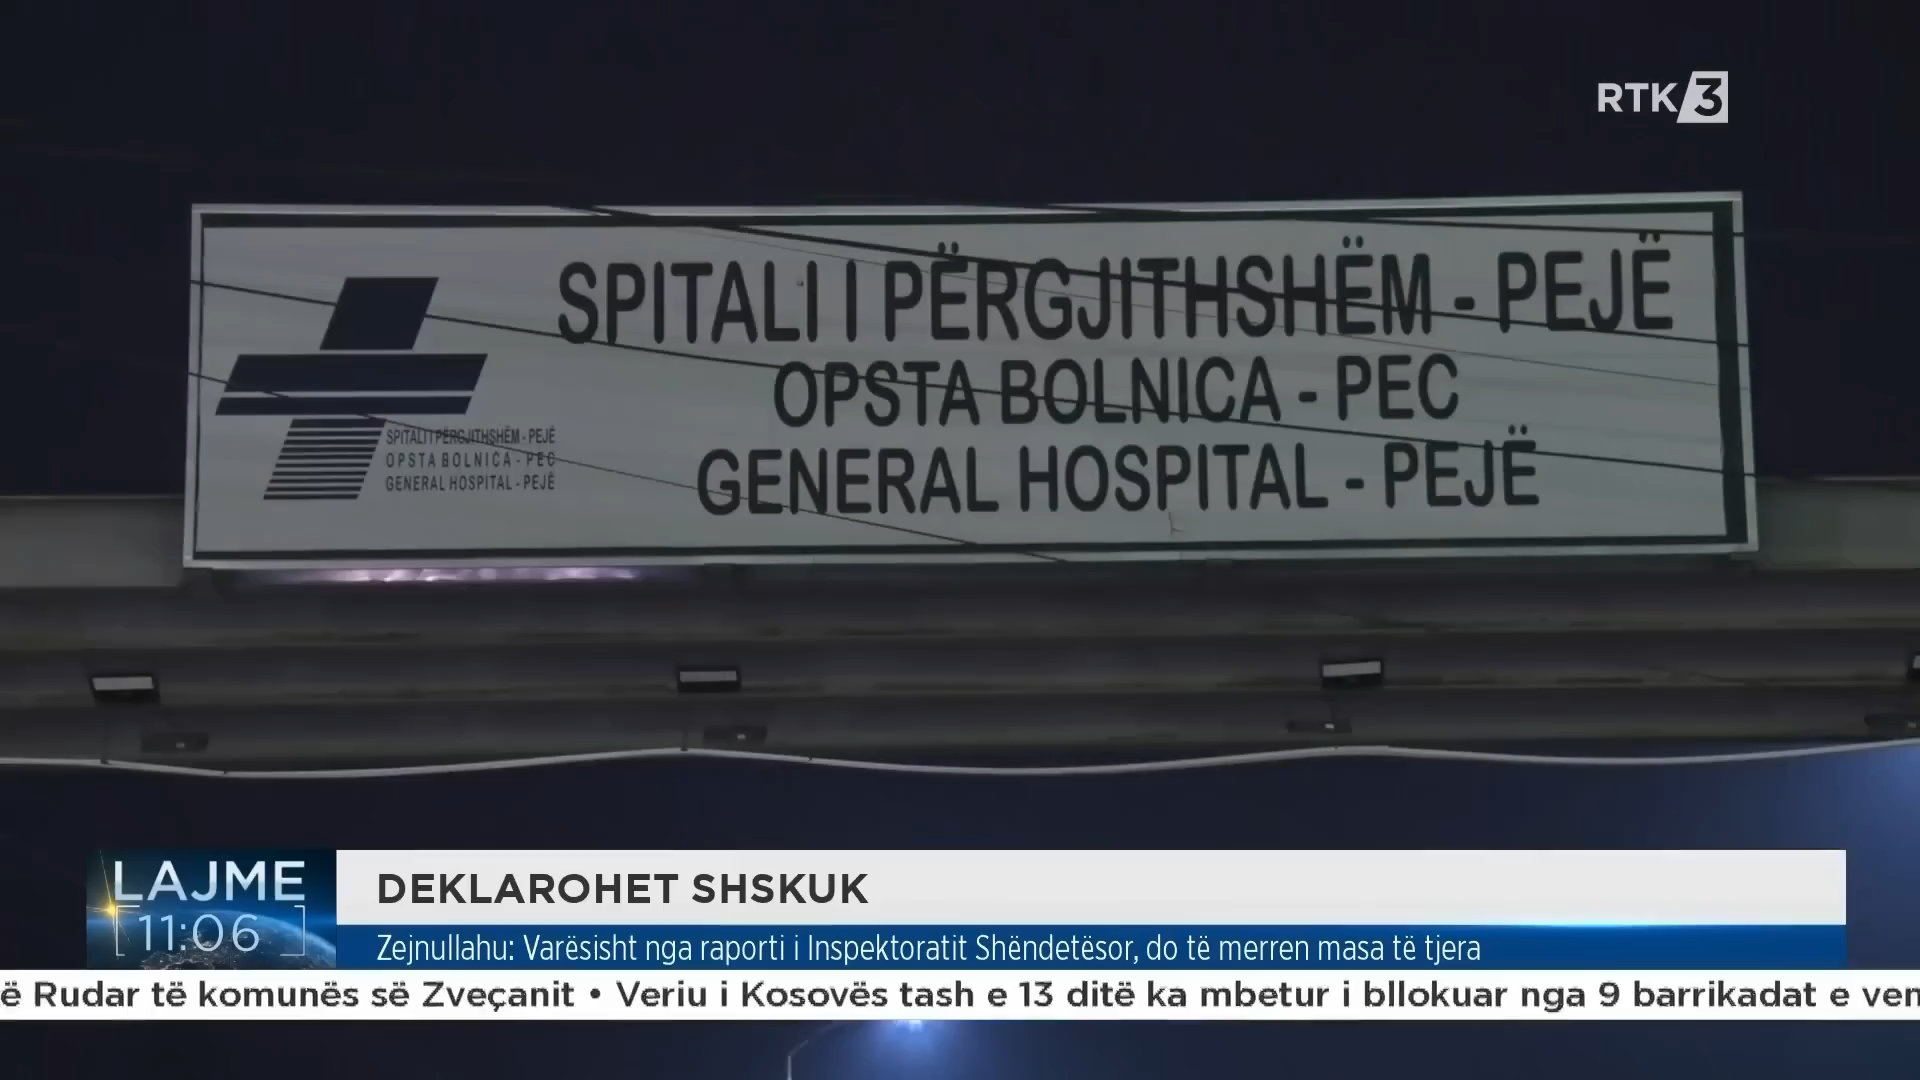 RTK 3
SPITALI I PËRGJITHSHËM - PEJË
OPSTA BOLNICA - PEC
GENERAL HOSPITAL - PEJË
SPITALI I PËRGJITHSHËM - PEJË
OPSTA BOLNICA - PEC
GENERAL HOSPITAL - PEJË
LAJME
11:06
DEKLAROHET SHSKUK
Zejnullahu: Varësisht nga raporti i Inspektoratit Shëndetësor, do të merren masa të tjera
ë Rudar të komunës së Zveçanit • Veriu i Kosovës tash e 13 ditë ka mbetur i bllokuar nga 9 barrikadat e ven